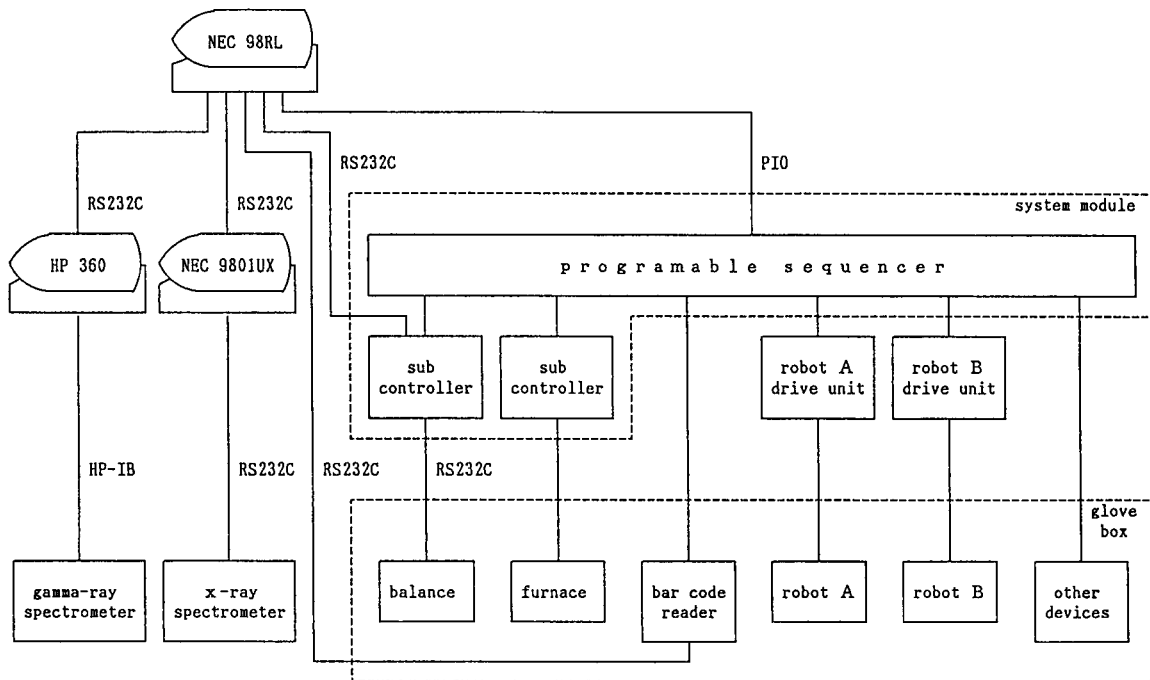 NEC 98RL
RS232C
PIO
RS232C
RS232C
system module
HP 360
NEC 9801UX
programable sequencer
sub
controller
sub
controller
robot A
drive unit
robot B
drive unit
HP-IB
RS232C
RS232C
RS232C
glove
box
gamma-ray
spectrometer
x-ray
spectrometer
balance
furnace
bar code
reader
robot A
robot B
other
devices